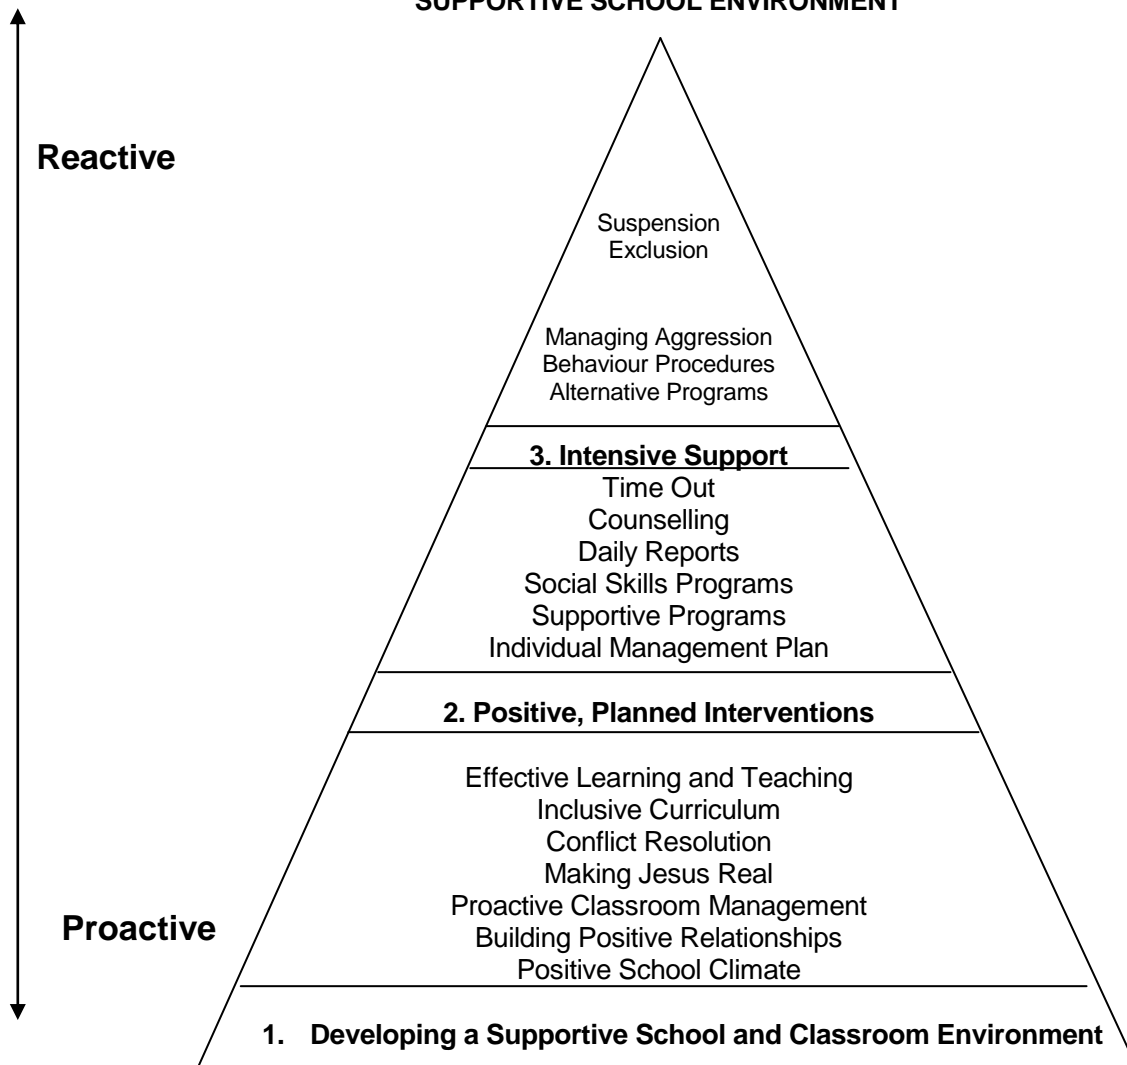 SUPPORTIVE SCHOOL ENVIRONMENT
Reactive
Suspension
Exclusion
Managing Aggression
Behaviour Procedures
Alternative Programs
3. Intensive Support
Time Out
Counselling
Daily Reports
Social Skills Programs
Supportive Programs
Individual Management Plan
2. Positive, Planned Interventions
Effective Learning and Teaching
Inclusive Curriculum
Conflict Resolution
Making Jesus Real
Proactive Classroom Management
Proactive
Building Positive Relationships
Positive School Climate
1. Developing a Supportive School and Classroom Environment